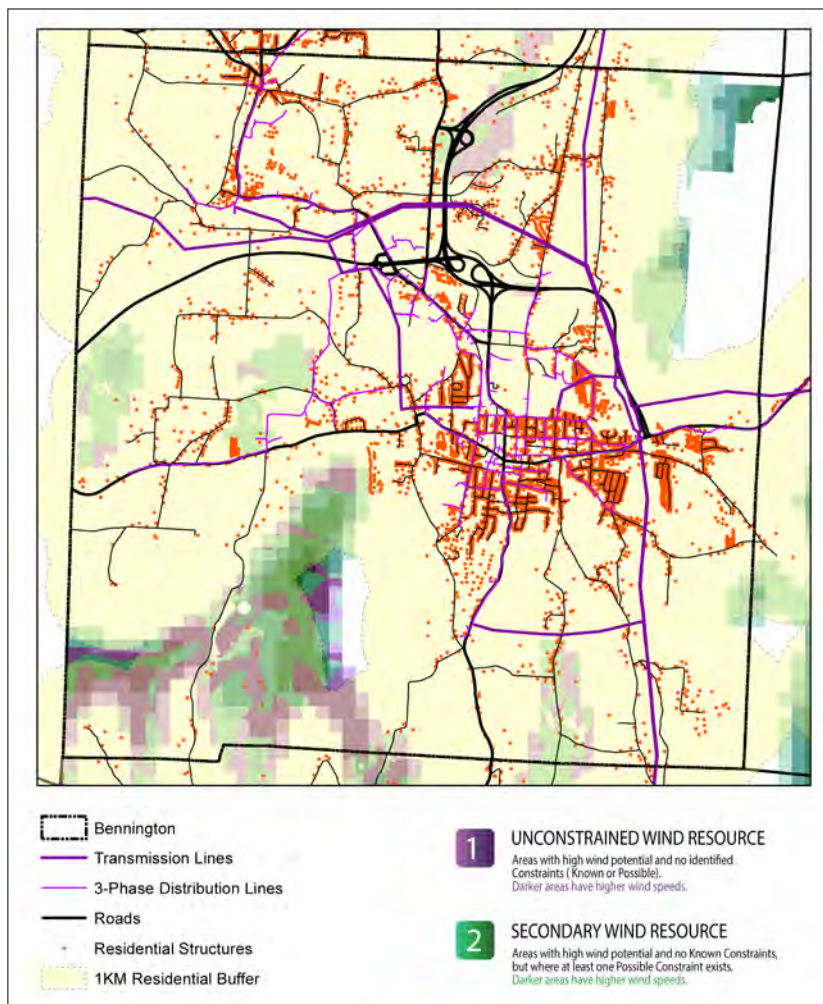 Bennington
Transmission Lines
3-Phase Distribution Lines
Roads
Residential Structures
1KM Residential Buffer
1
UNCONSTRAINED WIND RESOURCE
Areas with high wind potential and no identified
Constraints ( Known or Possible).
Darker areas have higher wind speeds.
2
SECONDARY WIND RESOURCE
Areas with high wind potential and no Known Constraints,
but where at least one Possible Constraint exists.
Darker areas have higher wind speeds.